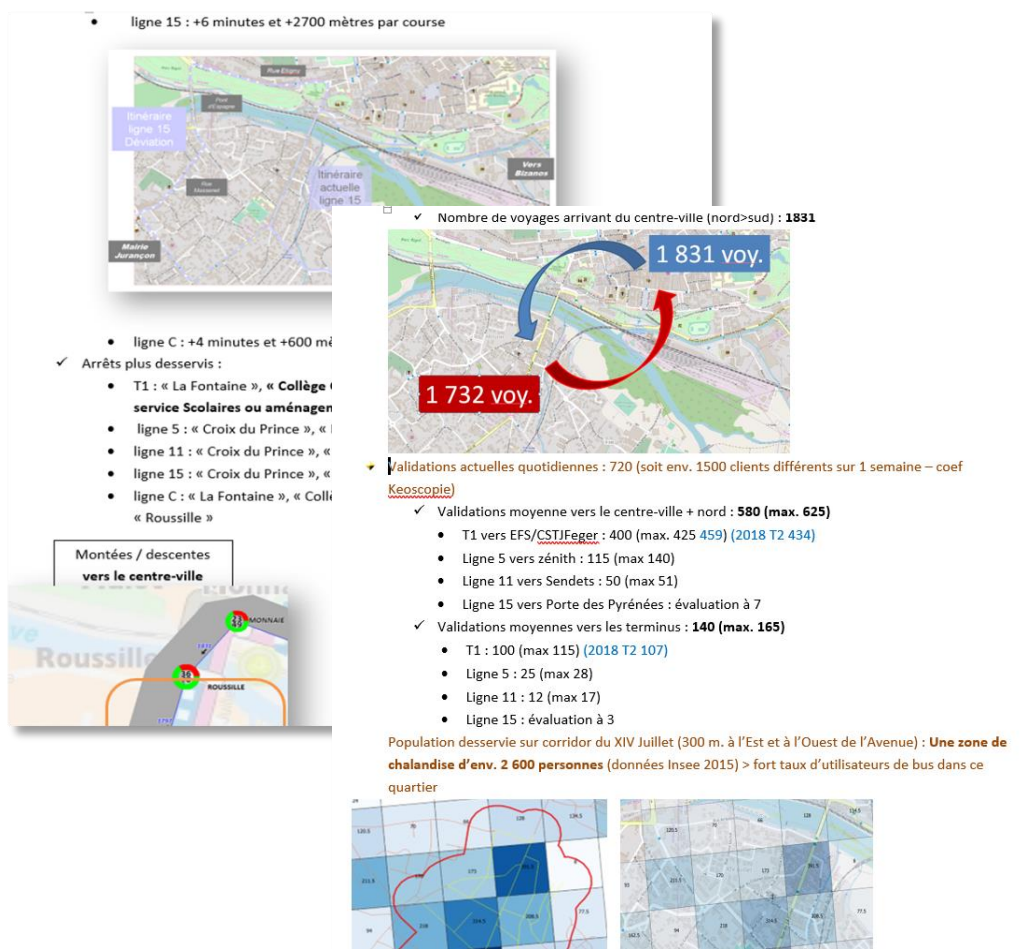 ligne 15 : +6 minutes et +2700 mètres par course
Rue Etigny
Pont
d'Espagne
Itinéraire
ligne 15
Déviation
Rue
Massenet
Itinéraire
actuelle
ligne 15
Vers
Bizanos
Mairie
Jurançon
ligne C : +4 minutes et +600 mè
Arrêts plus desservis :
T1 : « La Fontaine », « Collège
service Scolaires ou aménagen
ligne 5 : « Croix du Prince », «
ligne 11 : « Croix du Prince », «
ligne 15 : « Croix du Prince », «
ligne C : « La Fontaine », « Collè
« Roussille »
Montées / descentes
vers le centre-ville
Roussille
MONNAIE
ROUSSILLE
Nombre de voyages arrivant du centre-ville (nord>sud) : 1831
1 831 voy.
1 732 voy.
Validations actuelles quotidiennes : 720 (soit env. 1500 clients différents sur 1 semaine – coef
Keoscopie)
Validations moyenne vers le centre-ville + nord : 580 (max. 625)
T1 vers EFS/CSTJFeger : 400 (max. 425 459) (2018 T2 434)
Ligne 5 vers zénith : 115 (max 140)
Ligne 11 vers Sendets : 50 (max 51)
Ligne 15 vers Porte des Pyrénées : évaluation à 7
Validations moyennes vers les terminus : 140 (max. 165)
T1 : 100 (max 115) (2018 T2 107)
Ligne 5 : 25 (max 28)
Ligne 11 : 12 (max 17)
Ligne 15 : évaluation à 3
Population desservie sur corridor du XIV Juillet (300 m. à l'Est et à l'Ouest de l'Avenue) : Une zone de
chalandise d'env. 2 600 personnes (données Insee 2015) > fort taux d'utilisateurs de bus dans ce
quartier